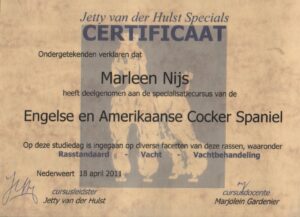 Jetty van der Hulst Specials
CERTIFICAAT
Ondergetekenden verklaren dat
Marleen Nijs
heeft deelgenomen aan de specialisatiecursus van de
Engelse en Amerikaanse Cocker Spaniel
Op deze studiedag is ingegaan op diverse facetten van deze rassen, waaronder
Rasstandaard Vacht Vachtbehandeling
Nederweert 18 april 2011
Jetty
cursusleidster cursusdocente
Jetty van der Hulst Marjolein Gardenier